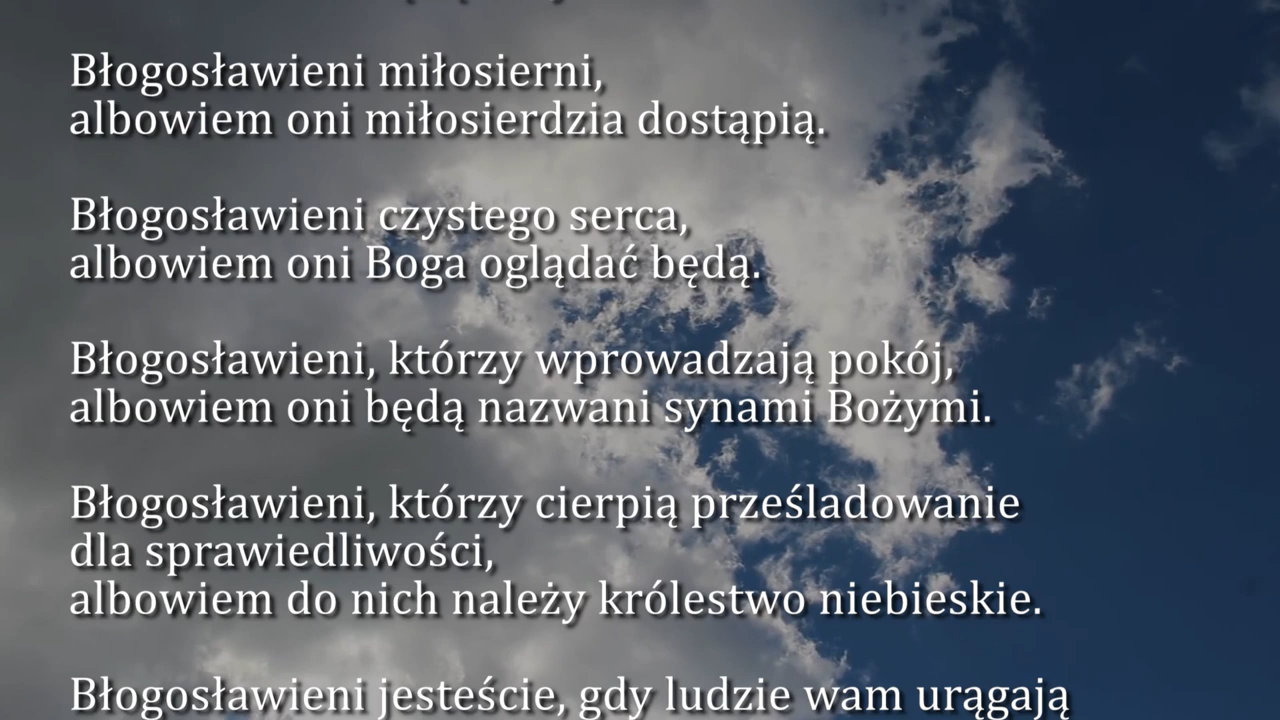 Błogosławieni miłosierni,
albowiem oni miłosierdzia dostąpią.
Błogosławieni czystego serca,
albowiem oni Boga oglądać będą.
Błogosławieni, którzy wprowadzają pokój,
albowiem oni będą nazwani synami Bożymi.
Błogosławieni, którzy cierpią prześladowanie
dla sprawiedliwości,
albowiem do nich należy królestwo niebieskie.
Błogosławieni jesteście, gdy ludzie wam urągają